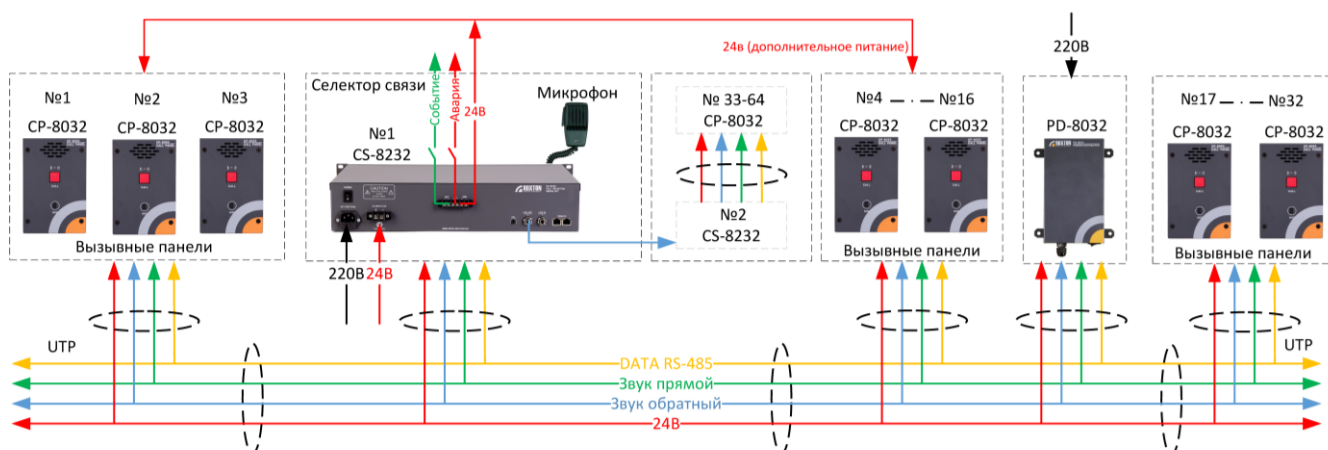 24в (дополнительное питание)
220В
№1
№2
№3
CP-8032
CP-8032
CP-8032
Вызывные панели
Селектор связи
Событие
Авария
24В
Микрофон
№1
CS-8232
CAUTION
ROXTON
220В
24В
№ 33-64
CP-8032
№2
CS-8232
№4
№16
CP-8032
CP-8032
Вызывные панели
PD-8032
№17
№32
CP-8032
CP-8032
Вызывные панели
UTP
UTP
DATA RS-485
Звук прямой
Звук обратный
24В